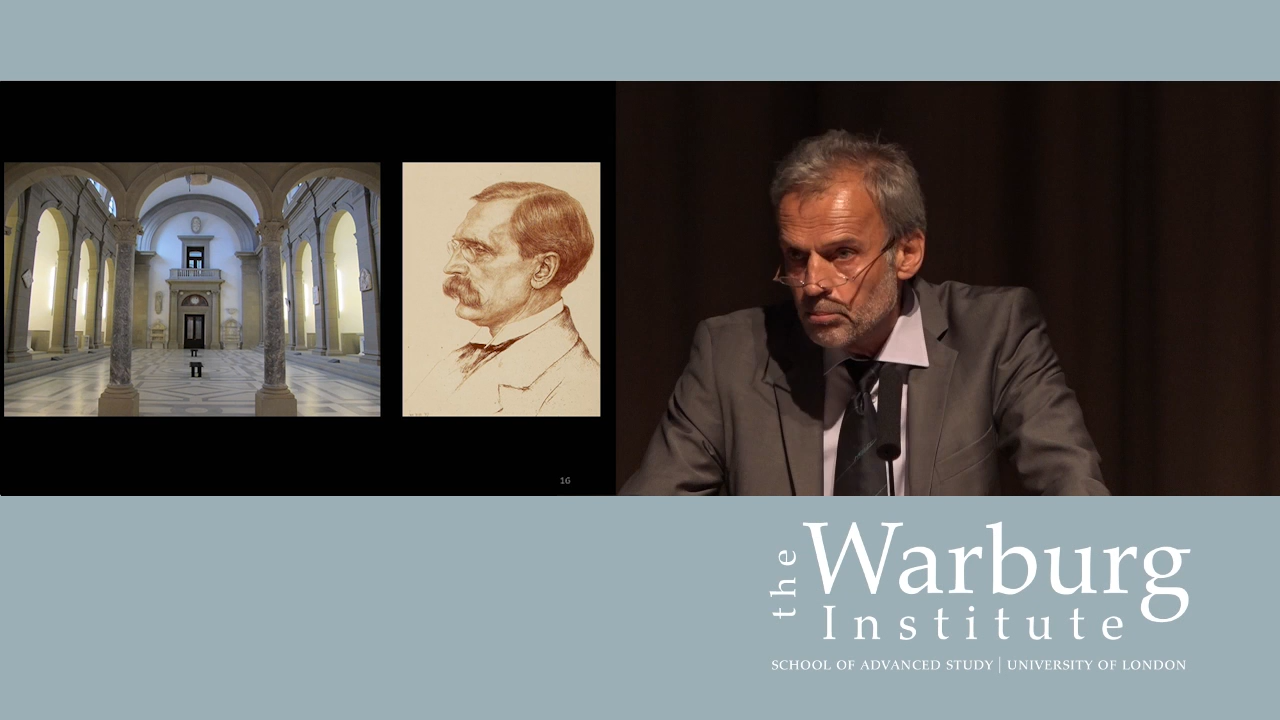 16
the Warburg
Institute
SCHOOL OF ADVANCED STUDY | UNIVERSITY OF LONDON